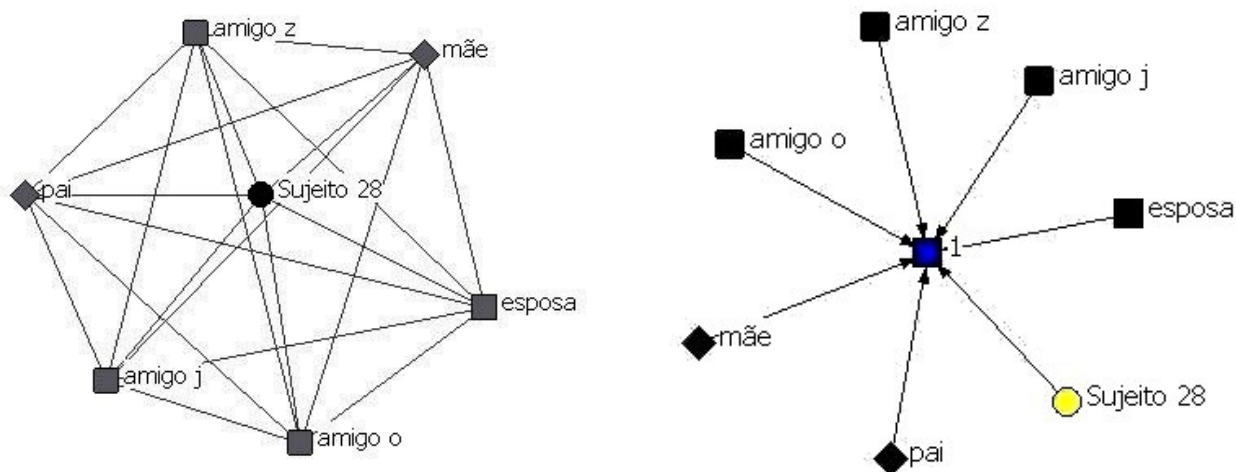 amigo z
mãe
pai
Sujeito 28
esposa
amigo j
amigo o
amigo z
amigo j
amigo o
esposa
1
mãe
Sujeito 28
pai